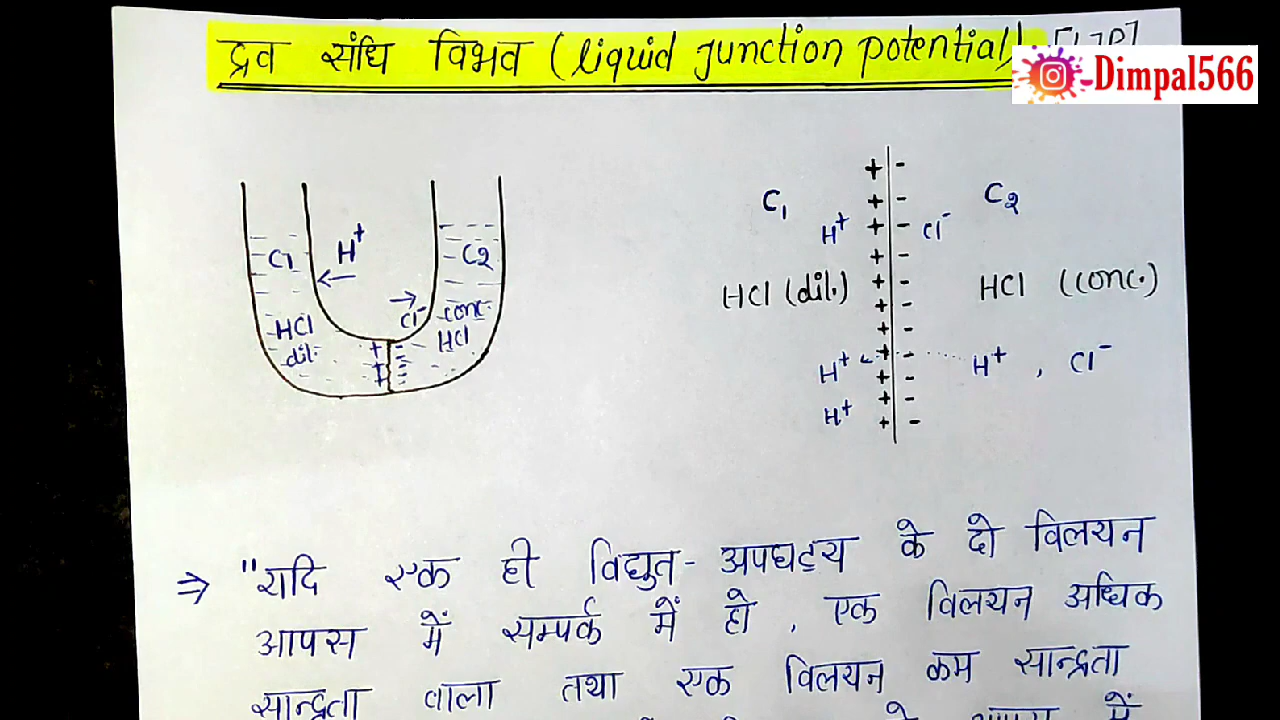 द्रव संधि विभव (liquid junction potential)
-Dimpal566
C1 H+ C2
Cl- conc.
HCl HCl
dil.
+ -
+ -
+ -
C1 + - C2
H+ + - Cl-
HCl (dil.) + - HCl (conc.)
H+ + - H+ , Cl-
H+ + -
⇒ "यदि एक ही विद्युत-अपघट्य के दो विलयन
आपस में सम्पर्क में हो , एक विलयन अधिक
सान्द्रता वाला तथा एक विलयन कम सान्द्रता